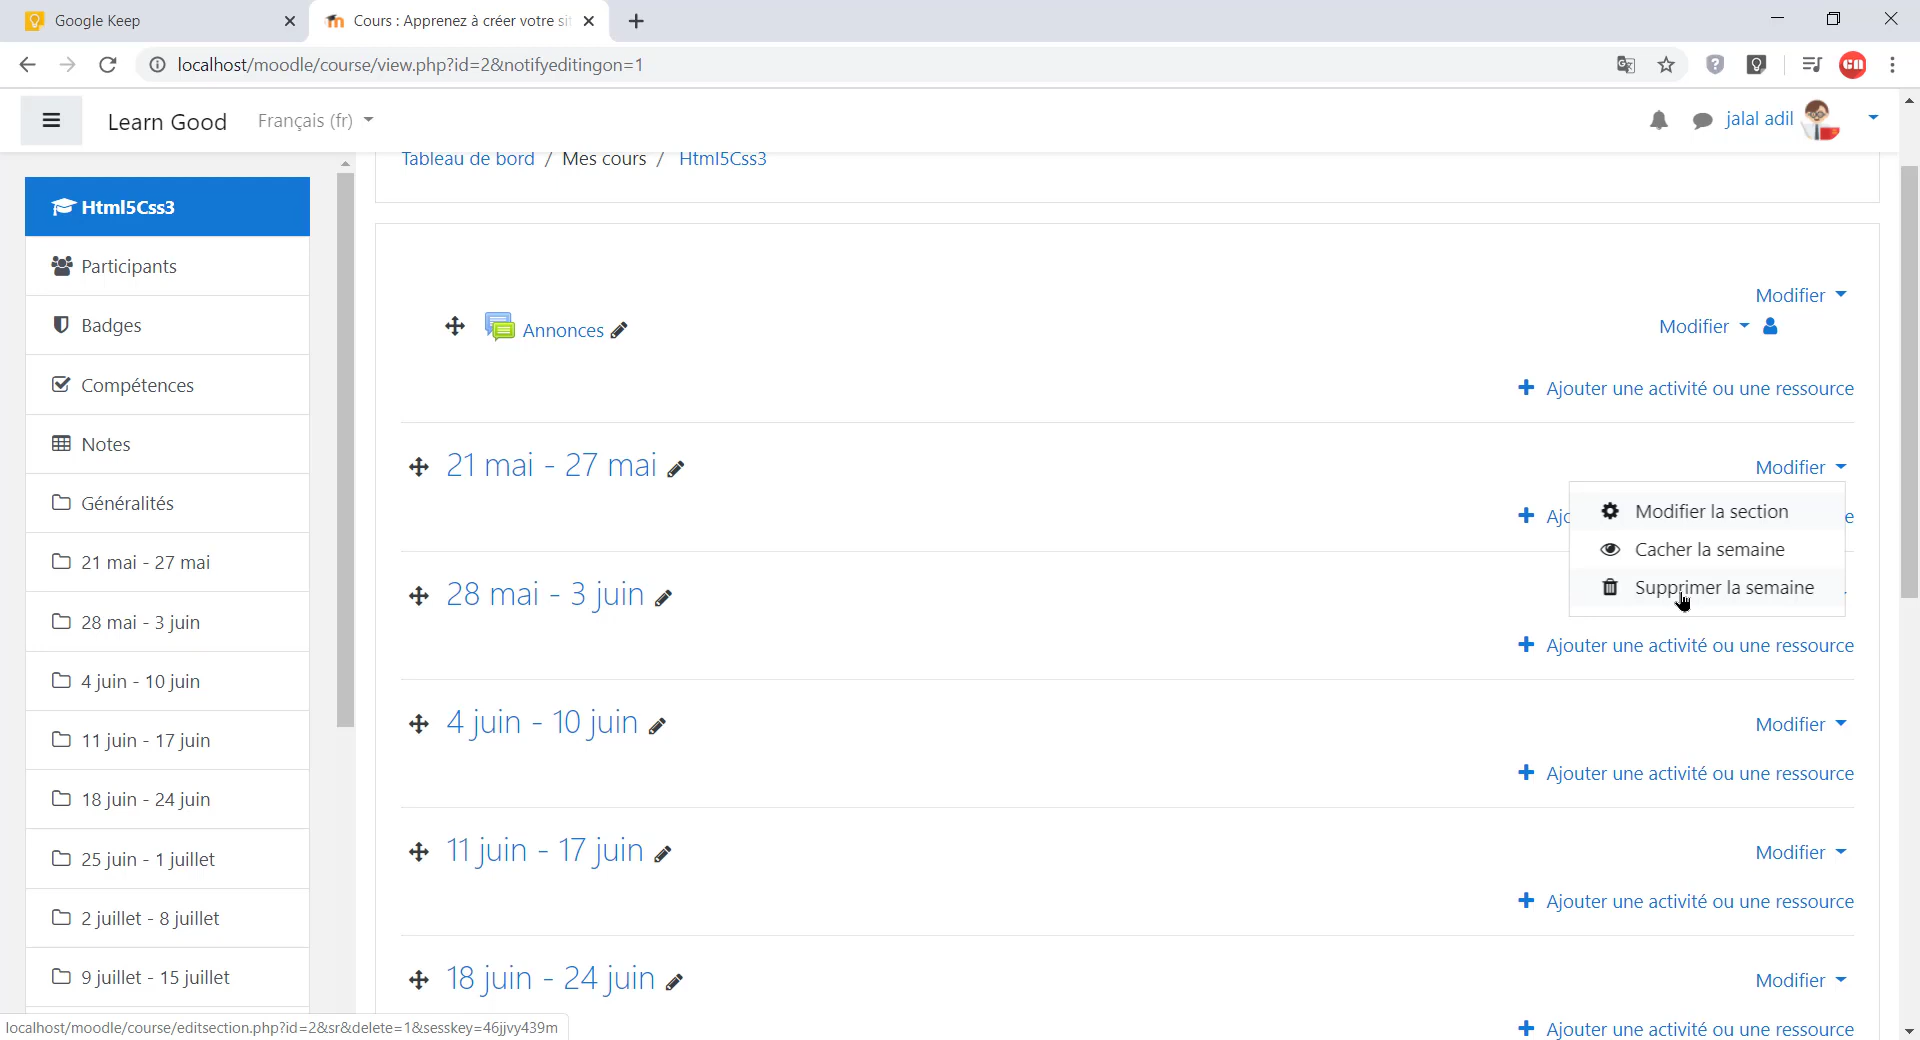 Google Keep
Cours : Apprenez à créer votre sit
localhost/moodle/course/view.php?id=2&notifyeditingon=1
Learn Good
Français (fr)
jalal adil
Tableau de bord / Mes cours / Html5Css3
Html5Css3
Participants
Badges
Compétences
Notes
Généralités
21 mai - 27 mai
28 mai - 3 juin
4 juin - 10 juin
11 juin - 17 juin
18 juin - 24 juin
25 juin - 1 juillet
2 juillet - 8 juillet
9 juillet - 15 juillet
Modifier
Annonces
Modifier
Ajouter une activité ou une ressource
21 mai - 27 mai
Modifier
Modifier la section
Cacher la semaine
Supprimer la semaine
28 mai - 3 juin
Ajouter une activité ou une ressource
4 juin - 10 juin
Modifier
Ajouter une activité ou une ressource
11 juin - 17 juin
Modifier
Ajouter une activité ou une ressource
18 juin - 24 juin
Modifier
Ajouter une activité ou une ressource
localhost/moodle/course/editsection.php?id=2&sr&delete=1&sesskey=46jjvy439m